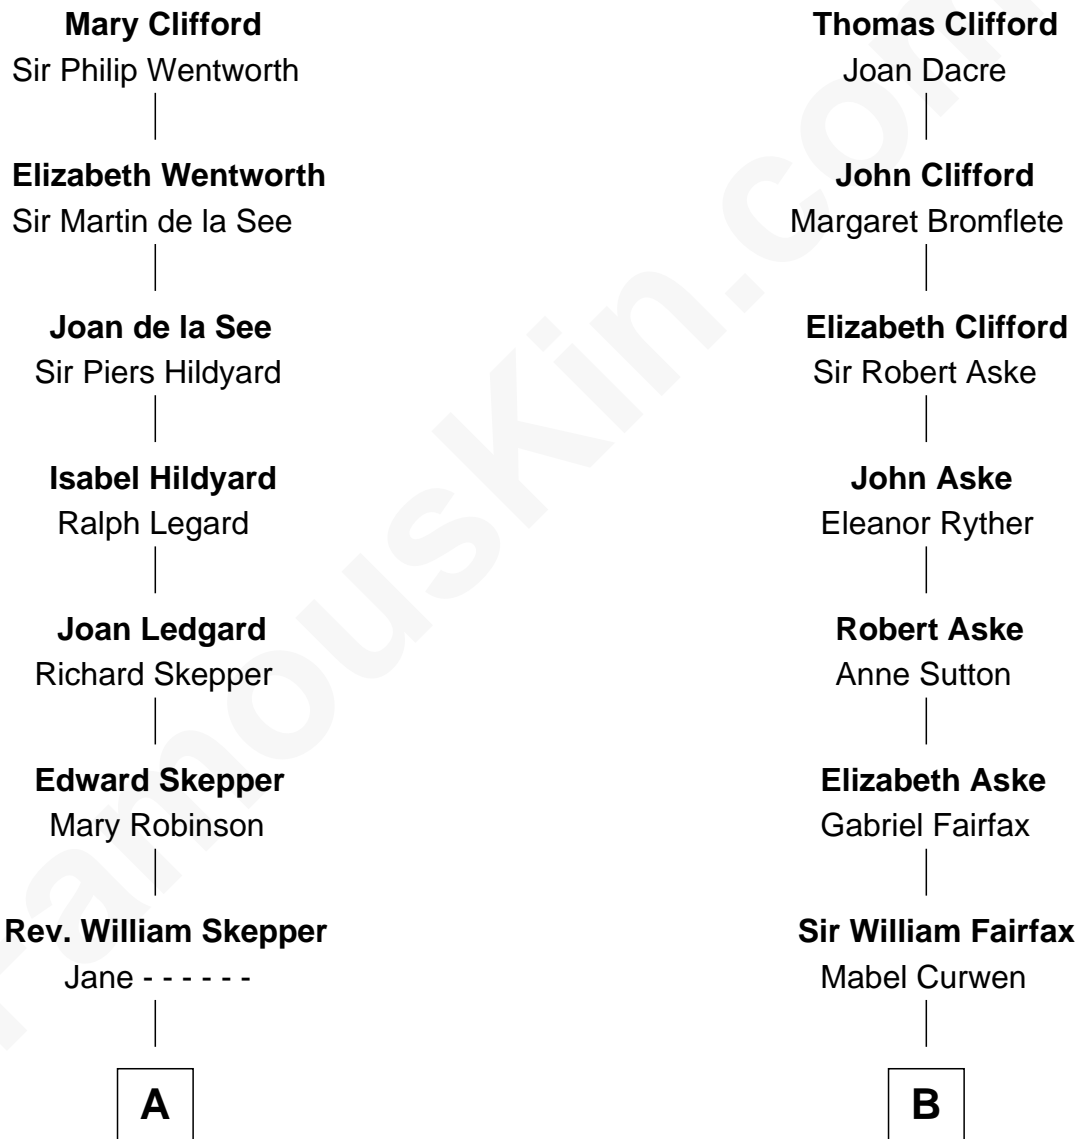 Mary Clifford
Sir Philip Wentworth
Elizabeth Wentworth
Sir Martin de la See
Joan de la See
Sir Piers Hildyard
Isabel Hildyard
Ralph Legard
Joan Ledgard
Richard Skepper
Edward Skepper
Mary Robinson
Rev. William Skepper
Jane - - - - - -
A
Thomas Clifford
Joan Dacre
John Clifford
Margaret Bromflete
Elizabeth Clifford
Sir Robert Aske
John Aske
Eleanor Ryther
Robert Aske
Anne Sutton
Elizabeth Aske
Gabriel Fairfax
Sir William Fairfax
Mabel Curwen
B
FamousKin.com